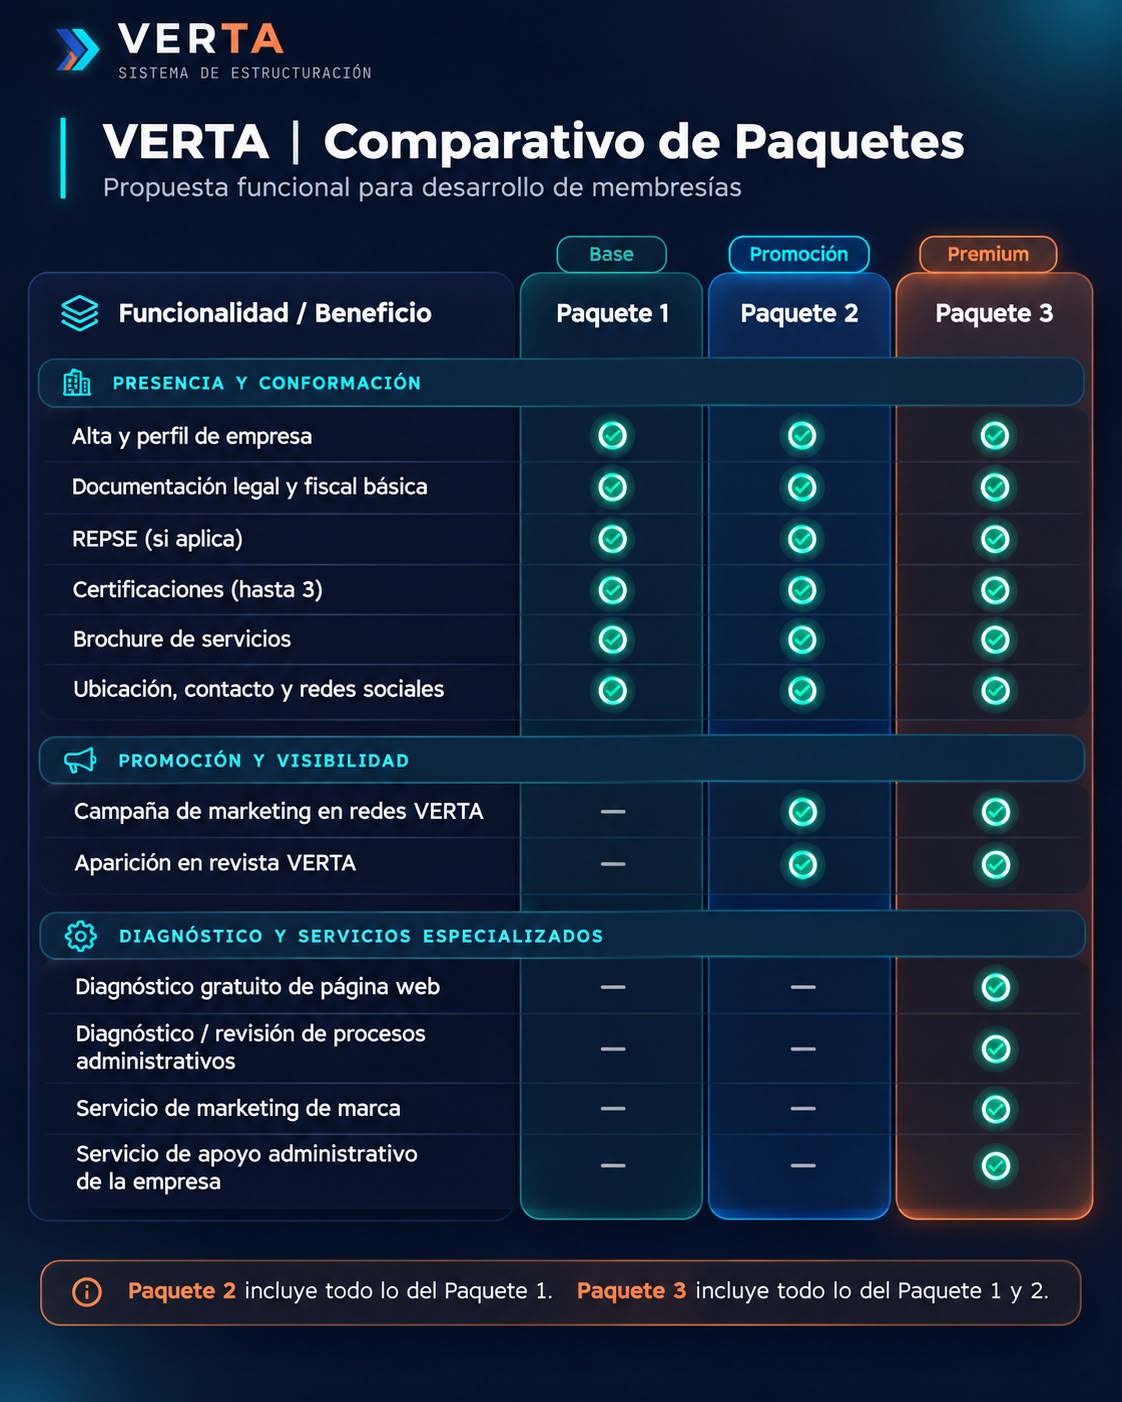 VERTA
SISTEMA DE ESTRUCTURACIÓN
VERTA | Comparativo de Paquetes
Propuesta funcional para desarrollo de membresías
Base
Promoción
Premium
Funcionalidad / Beneficio
Paquete 1
Paquete 2
Paquete 3
PRESENCIA Y CONFORMACIÓN
Alta y perfil de empresa
Documentación legal y fiscal básica
REPSE (si aplica)
Certificaciones (hasta 3)
Brochure de servicios
Ubicación, contacto y redes sociales
PROMOCIÓN Y VISIBILIDAD
Campaña de marketing en redes VERTA
Aparición en revista VERTA
DIAGNÓSTICO Y SERVICIOS ESPECIALIZADOS
Diagnóstico gratuito de página web
Diagnóstico / revisión de procesos
administrativos
Servicio de marketing de marca
Servicio de apoyo administrativo
de la empresa
Paquete 2 incluye todo lo del Paquete 1. Paquete 3 incluye todo lo del Paquete 1 y 2.